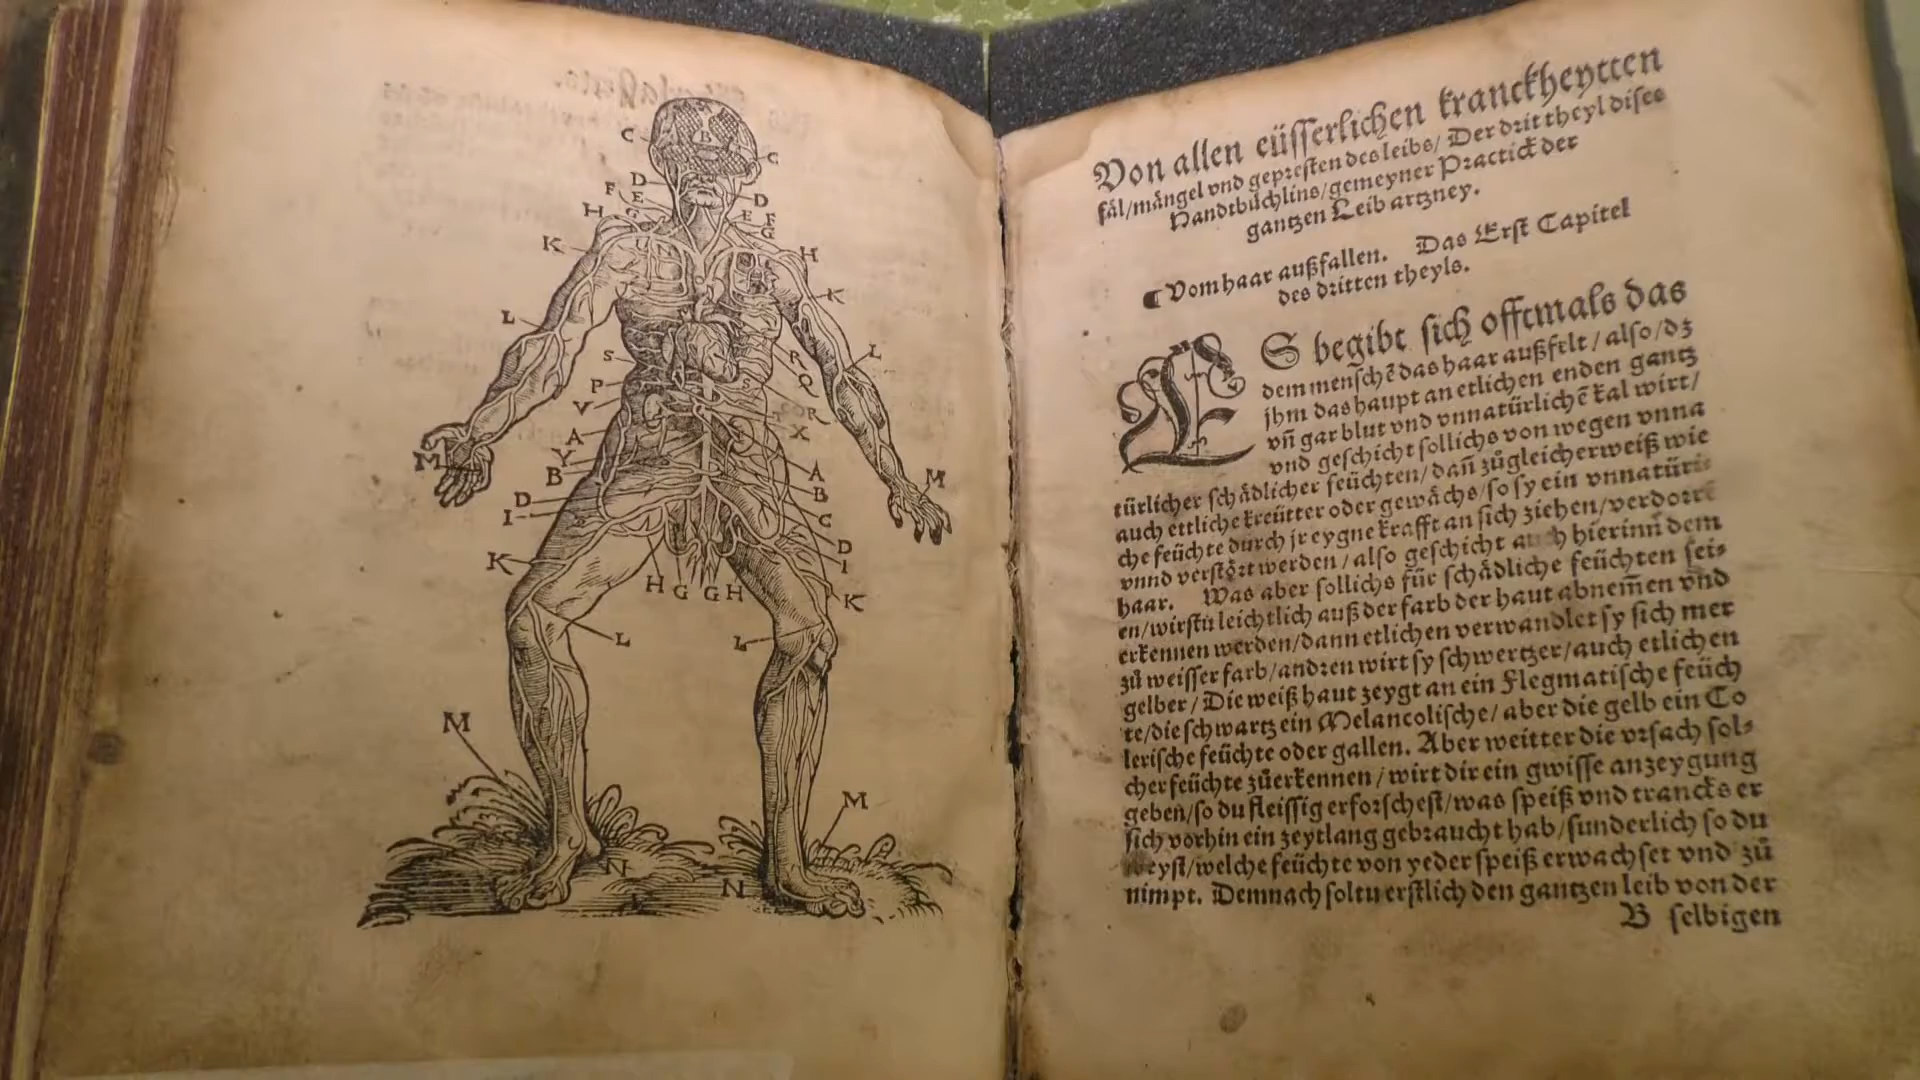 C
B
C
D
F
E
G
D
E
F
G
H
H
K
U N
K
L
L
S
R
P
Q
S
V
R
A
X
Y
B
A
M
B
M
D
C
I
D
I
K
H G G H
K
L
L
M
M
N
N
Von allen eüsserlichen kranckheytten
fäl/mängel vnd gepresten des leibs/ Der drit theyl dises
Handtbüchlins/gemeyner Practick der
gantzen Leib artzney.
¶Vom haar außfallen. Das Erst Capitel
des dritten theyls.
ES begibt sich offtmals das
dem menschē das haar außfelt/also/dz
jhm das haupt an etlichen enden gantz
vñ gar blut vnd vnnatürlichē kal wirt/
vnd geschicht sollichs von wegen vnna
türlicher schädlicher feüchten/dañ zů gleicherweiß wie
auch ettliche kreütter oder gewächs/so sy ein vnnatürli
che feüchte durch jr eygne krafft an sich ziehen/verdorrē
vnnd verstört werden/also geschicht auch hierinn dem
haar. Was aber sollichs für schädliche feüchten sei-
en/wirstu leichtlich auß der farb der haut abnem̄en vnd
erkennen werden/dann etlichen verwandlet sy sich mer
zů weisser farb/andren wirt sy schwertzer/auch etlichen
gelber/Die weiß haut zeygt an ein Flegmatische feüch
te/die schwartz ein Melancolische/aber die gelb ein Co
lerische feüchte oder gallen. Aber weitter die vrsach sol-
cher feüchte zůerkennen/wirt dir ein gwisse anzeygung
geben/so du fleissig erforschest/was speiß vnd trancks er
sich vorhin ein zeytlang gebraucht hab/sunderlich so du
weyst/welche feüchte von yeder speiß erwachset vnd zů
nimpt. Demnach soltu erstlich den gantzen leib von der
B selbigen